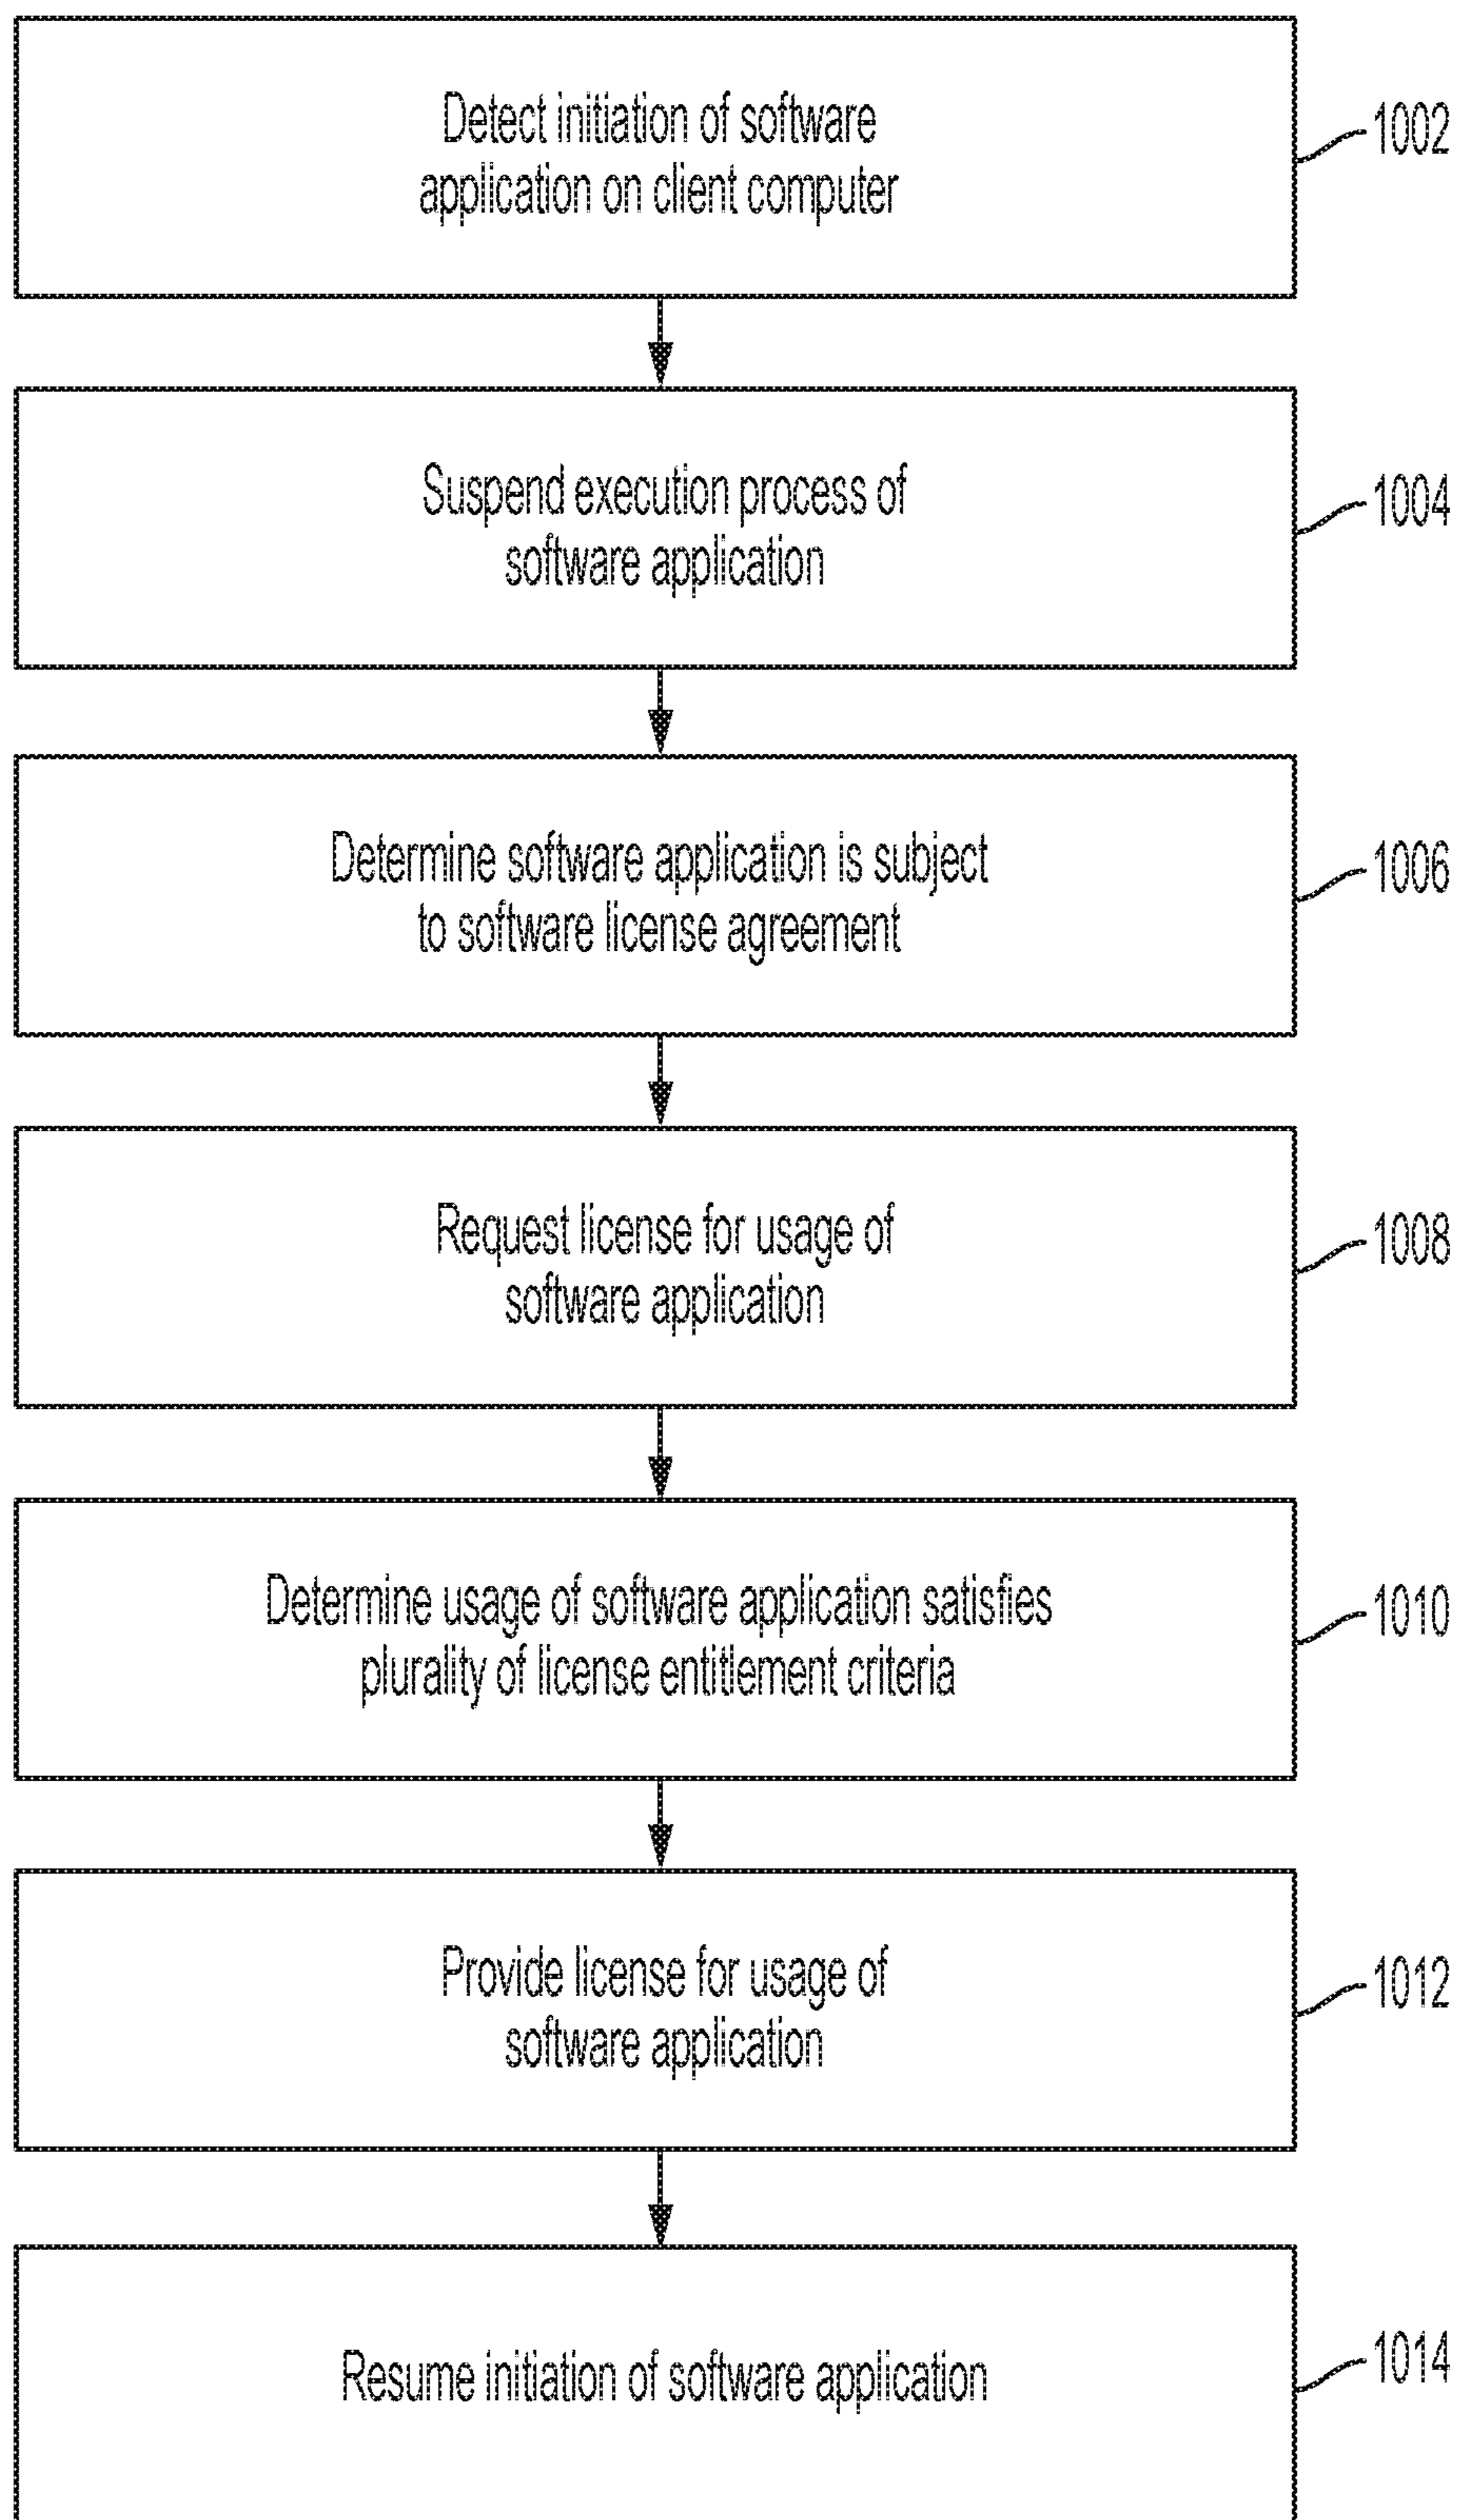 Detect initiation of software
application on client computer
1002
Suspend execution process of
software application
1004
Determine software application is subject
to software license agreement
1006
Request license for usage of
software application
1008
Determine usage of software application satisfies
plurality of license entitlement criteria
1010
Provide license for usage of
software application
1012
Resume initiation of software application
1014